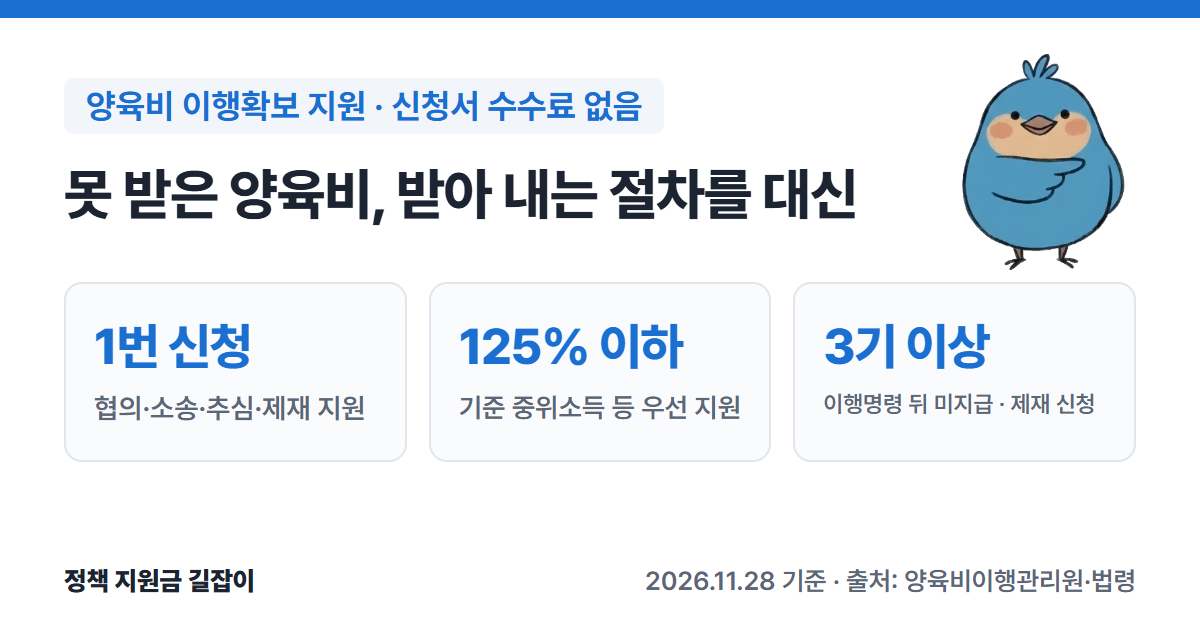 양육비 이행확보 지원 · 신청서 수수료 없음
못 받은 양육비, 받아 내는 절차를 대신
1번 신청
협의·소송·추심·제재 지원
125% 이하
기준 중위소득 등 우선 지원
3기 이상
이행명령 뒤 미지급 · 제재 신청
정책 지원금 길잡이
2026.11.28 기준 · 출처: 양육비이행관리원·법령